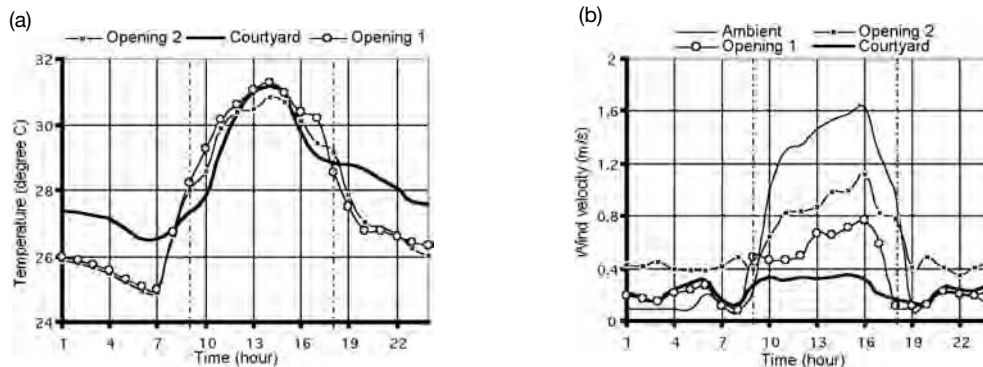 (a)
Opening 2 Courtyard Opening 1
Temperature (degree C)
32
30
28
26
24
1 4 7 10 13 16 19 22
Time (hour)
(b)
Ambient Opening 2
Opening 1 Courtyard
Wind velocity (m/s)
2
1.6
1.2
0.8
0.4
0
1 4 7 10 13 16 19 22
Time (hour)